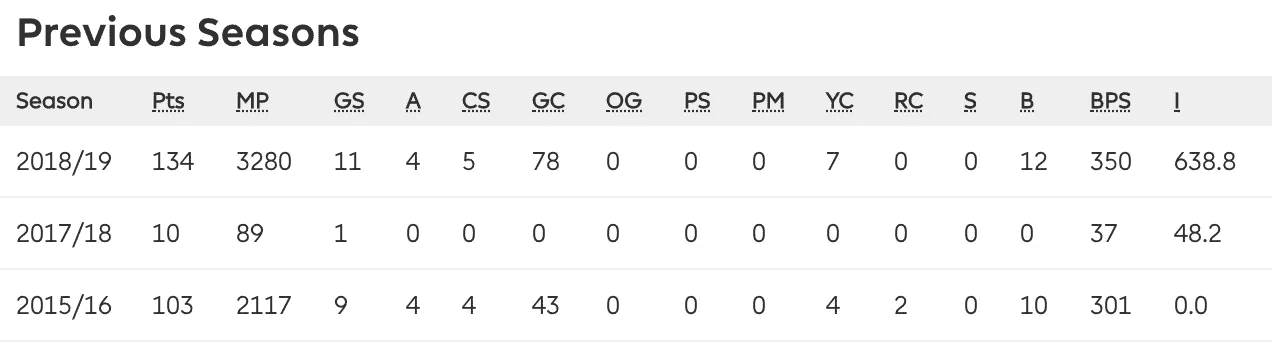 Previous Seasons
Season Pts MP GS A CS GC OG PS PM YC RC S B BPS I
2018/19 134 3280 11 4 5 78 0 0 0 7 0 0 12 350 638.8
2017/18 10 89 1 0 0 0 0 0 0 0 0 0 0 37 48.2
2015/16 103 2117 9 4 4 43 0 0 0 4 2 0 10 301 0.0